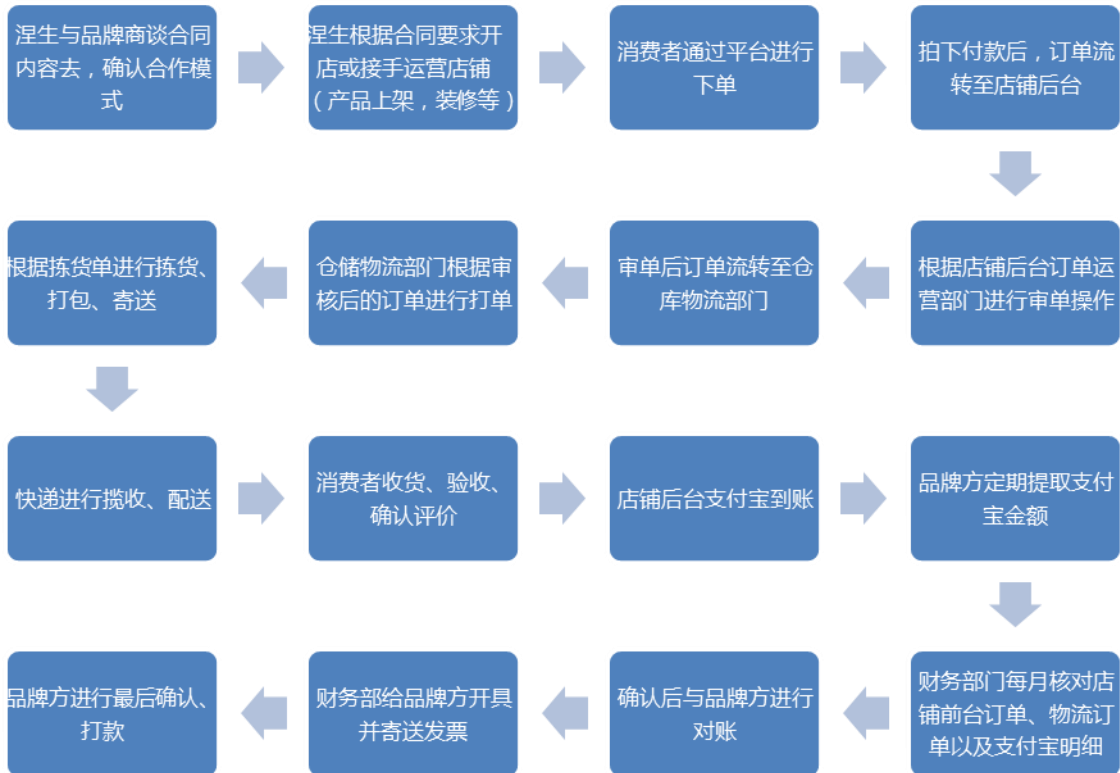 涅生与品牌商谈合同
内容去，确认合作模
式
涅生根据合同要求开
店或接手运营店铺
（产品上架，装修等）
消费者通过平台进行
下单
拍下付款后，订单流
转至店铺后台
根据店铺后台订单运
营部门进行审单操作
审单后订单流转至仓
库物流部门
仓储物流部门根据审
核后的订单进行打单
根据拣货单进行拣货、
打包、寄送
快递进行揽收、配送
消费者收货、验收、
确认评价
店铺后台支付宝到账
品牌方定期提取支付
宝金额
财务部门每月核对店
铺前台订单、物流订
单以及支付宝明细
确认后与品牌方进行
对账
财务部给品牌方开具
并寄送发票
品牌方进行最后确认、
打款